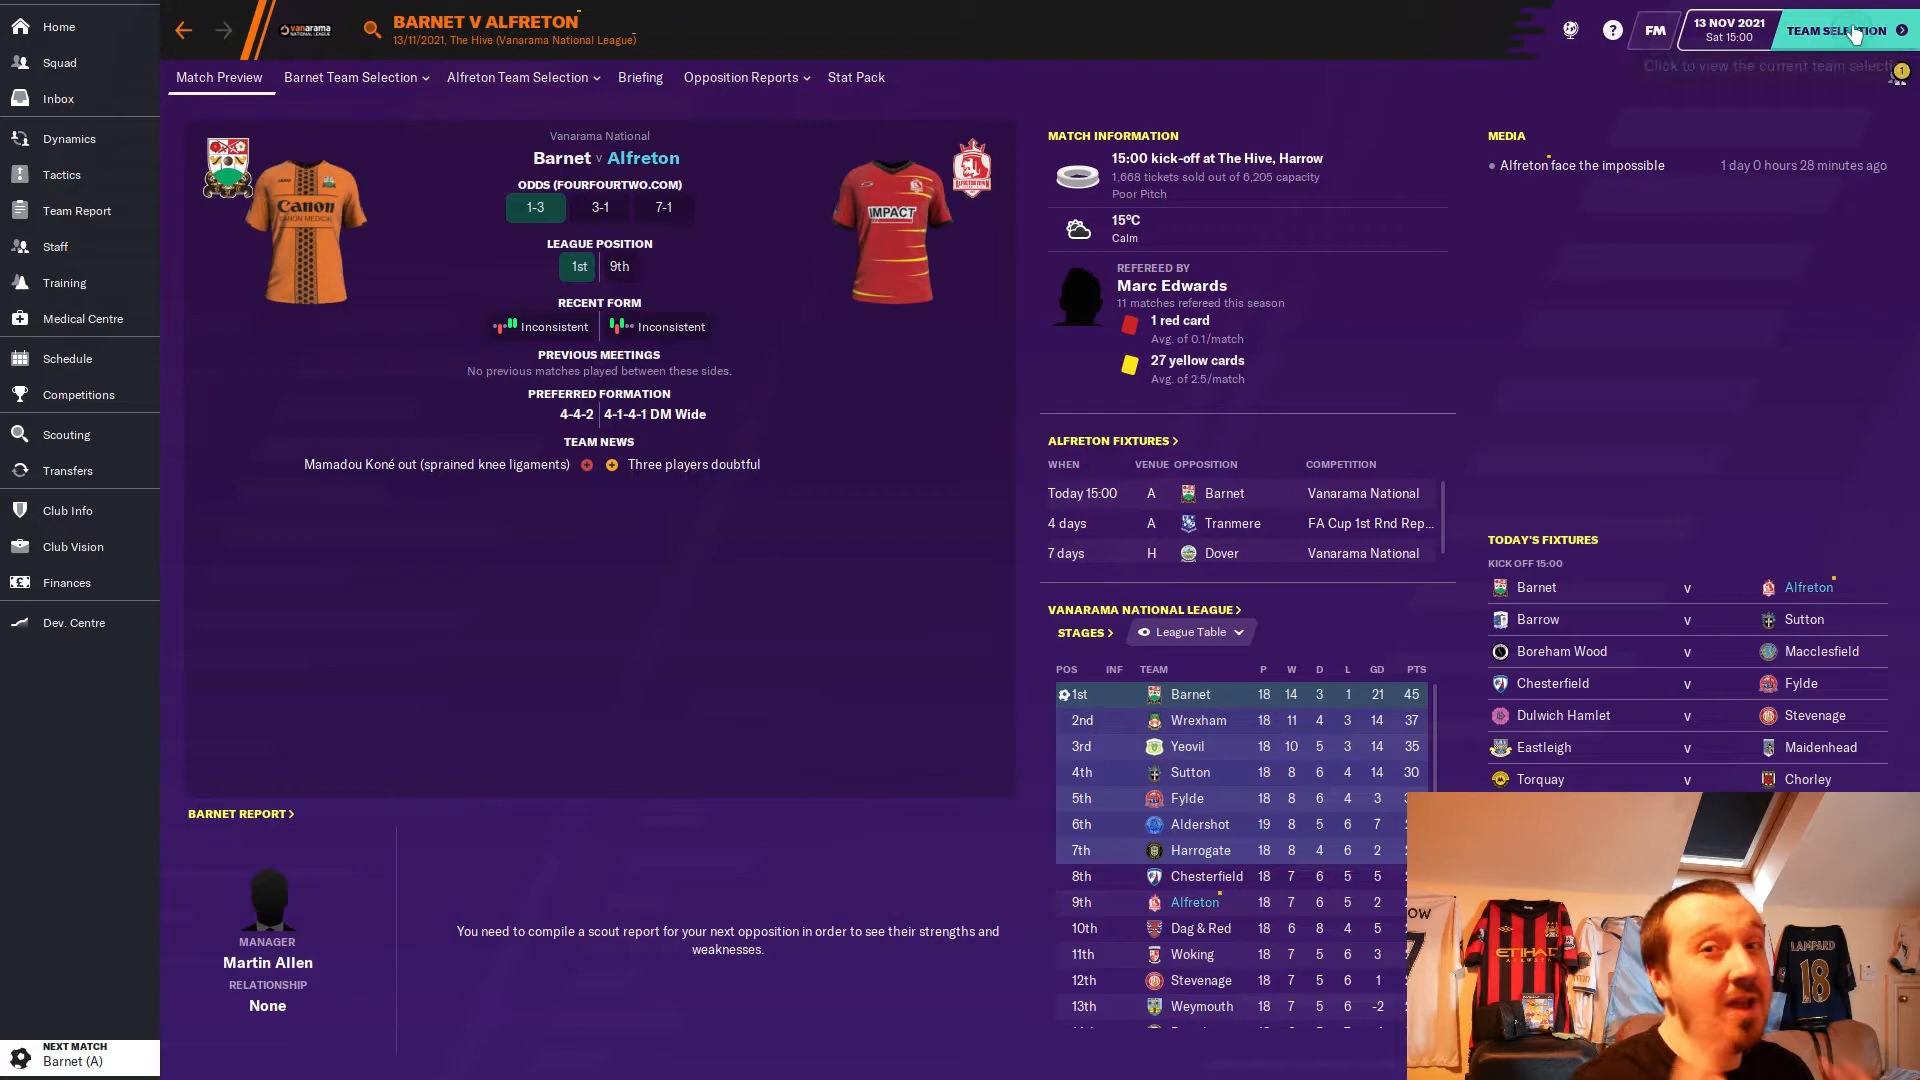 Home
Squad
Inbox
Dynamics
Tactics
Team Report
Staff
Training
Medical Centre
Schedule
Competitions
Scouting
Transfers
Club Info
Club Vision
Finances
Dev. Centre
NEXT MATCH
Barnet (A)
BARNET V ALFRETON
13/11/2021, The Hive (Vanarama National League)
FM
13 NOV 2021
Sat 15:00
TEAM SELECTION
Click to view the current team selecti
1
Match Preview
Barnet Team Selection
Alfreton Team Selection
Briefing
Opposition Reports
Stat Pack
Vanarama National
Barnet v Alfreton
ODDS (FOURFOURTWO.COM)
1-3 3-1 7-1
LEAGUE POSITION
1st 9th
RECENT FORM
Inconsistent Inconsistent
PREVIOUS MEETINGS
No previous matches played between these sides.
PREFERRED FORMATION
4-4-2 4-1-4-1 DM Wide
TEAM NEWS
Mamadou Koné out (sprained knee ligaments) Three players doubtful
Canon
CANON MEDICAL
IMPACT
BARNET REPORT
MANAGER
Martin Allen
RELATIONSHIP
None
You need to compile a scout report for your next opposition in order to see their strengths and
weaknesses.
MATCH INFORMATION
15:00 kick-off at The Hive, Harrow
1,668 tickets sold out of 6,205 capacity
Poor Pitch
15°C
Calm
REFEREED BY
Marc Edwards
11 matches refereed this season
1 red card
Avg. of 0.1/match
27 yellow cards
Avg. of 2.5/match
ALFRETON FIXTURES
WHEN VENUE OPPOSITION COMPETITION
Today 15:00 A Barnet Vanarama National
4 days A Tranmere FA Cup 1st Rnd Rep...
7 days H Dover Vanarama National
VANARAMA NATIONAL LEAGUE
STAGES League Table
POS INF TEAM P W D L GD PTS
1st Barnet 18 14 3 1 21 45
2nd Wrexham 18 11 4 3 14 37
3rd Yeovil 18 10 5 3 14 35
4th Sutton 18 8 6 4 14 30
5th Fylde 18 8 6 4 3
6th Aldershot 19 8 5 6 7
7th Harrogate 18 8 4 6 2
8th Chesterfield 18 7 6 5 5
9th Alfreton 18 7 6 5 2
10th Dag & Red 18 6 8 4 5
11th Woking 18 7 5 6 3
12th Stevenage 18 7 5 6 1
13th Weymouth 18 7 5 6 -2
MEDIA
Alfreton face the impossible 1 day 0 hours 28 minutes ago
TODAY'S FIXTURES
KICK OFF 15:00
Barnet v Alfreton
Barrow v Sutton
Boreham Wood v Macclesfield
Chesterfield v Fylde
Dulwich Hamlet v Stevenage
Eastleigh v Maidenhead
Torquay v Chorley
ETIHAD
LAMPARD
18